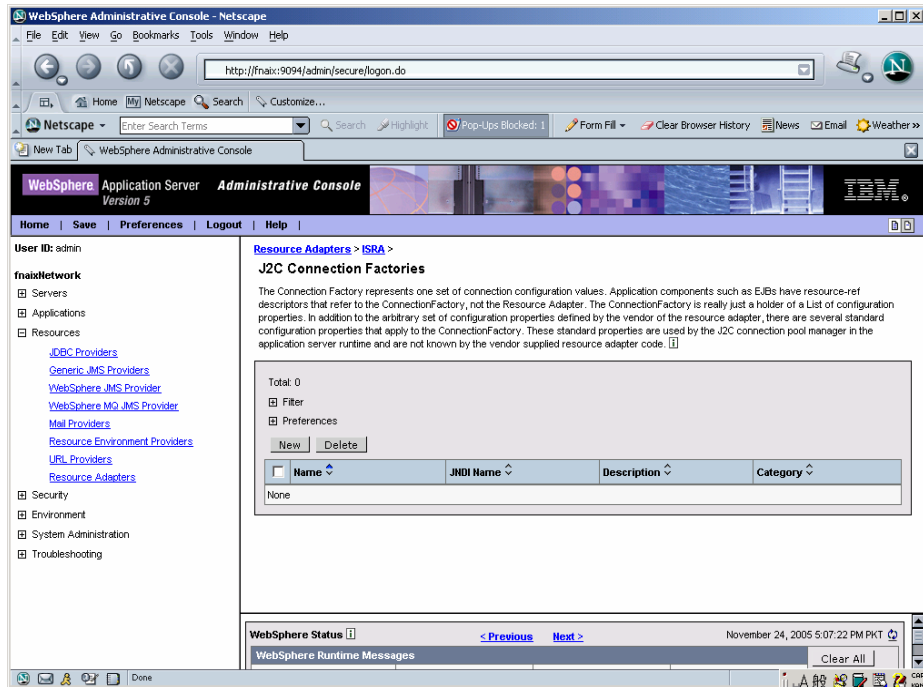 WebSphere Administrative Console - Netscape
File Edit View Go Bookmarks Tools Window Help
http://fnaix:9094/admin/secure/logon.do
Home My Netscape Search Customize...
Netscape Enter Search Terms Search Highlight Pop-Ups Blocked: 1 Form Fill Clear Browser History News Email Weather »
New Tab WebSphere Administrative Console
WebSphere Application Server Administrative Console
Version 5
IBM
Home | Save | Preferences | Logout | Help |
User ID: admin
fnaixNetwork
Servers
Applications
Resources
JDBC Providers
Generic JMS Providers
WebSphere JMS Provider
WebSphere MQ JMS Provider
Mail Providers
Resource Environment Providers
URL Providers
Resource Adapters
Security
Environment
System Administration
Troubleshooting
Resource Adapters > ISRA >
J2C Connection Factories
The Connection Factory represents one set of connection configuration values. Application components such as EJBs have resource-ref
descriptors that refer to the ConnectionFactory, not the Resource Adapter. The ConnectionFactory is really just a holder of a List of configuration
properties. In addition to the arbitrary set of configuration properties defined by the vendor of the resource adapter, there are several standard
configuration properties that apply to the ConnectionFactory. These standard properties are used by the J2C connection pool manager in the
application server runtime and are not known by the vendor supplied resource adapter code. i
Total: 0
Filter
Preferences
New Delete
Name JNDI Name Description Category
None
WebSphere Status i < Previous Next > November 24, 2005 5:07:22 PM PKT
WebSphere Runtime Messages Clear All
Done
A 般